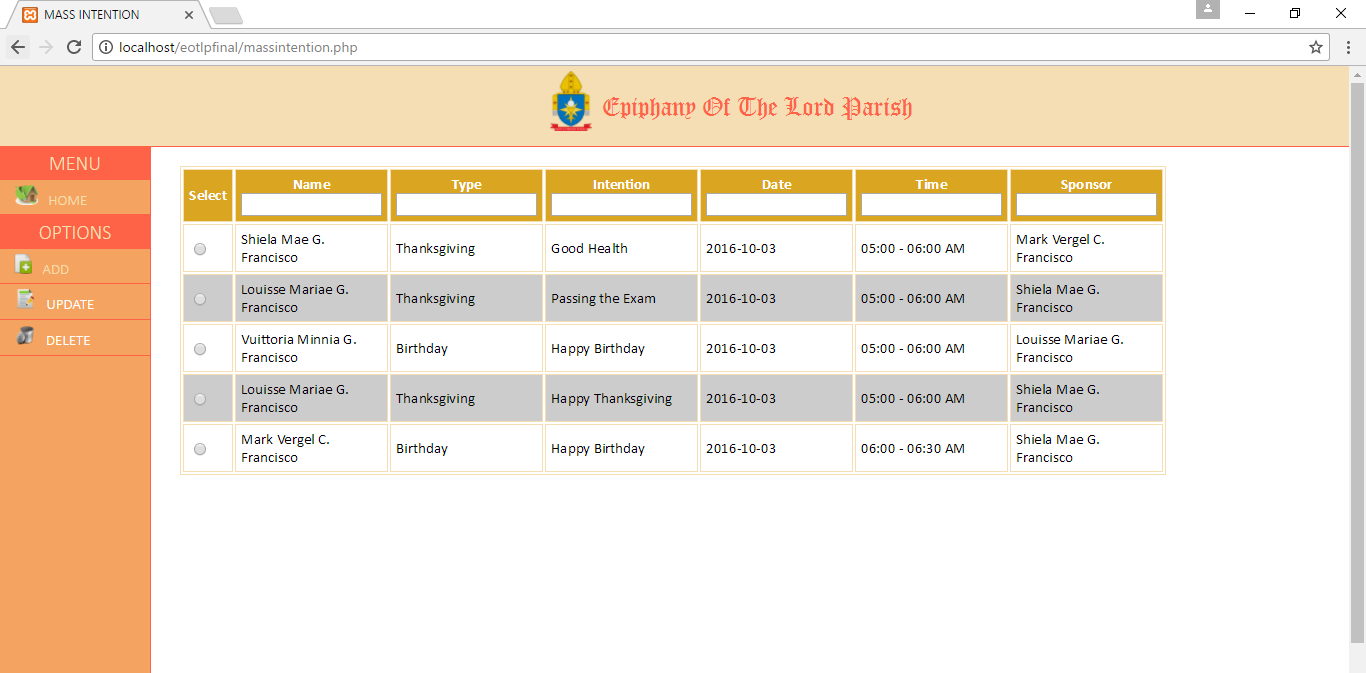 MASS INTENTION
localhost/eotlpfinal/massintention.php
Epiphany Of The Lord Parish
MENU
HOME
OPTIONS
ADD
UPDATE
DELETE
Select Name Type Intention Date Time Sponsor
Shiela Mae G. Francisco Thanksgiving Good Health 2016-10-03 05:00 - 06:00 AM Mark Vergel C. Francisco
Louisse Mariae G. Francisco Thanksgiving Passing the Exam 2016-10-03 05:00 - 06:00 AM Shiela Mae G. Francisco
Vuittoria Minnia G. Francisco Birthday Happy Birthday 2016-10-03 05:00 - 06:00 AM Louisse Mariae G. Francisco
Louisse Mariae G. Francisco Thanksgiving Happy Thanksgiving 2016-10-03 05:00 - 06:00 AM Shiela Mae G. Francisco
Mark Vergel C. Francisco Birthday Happy Birthday 2016-10-03 06:00 - 06:30 AM Shiela Mae G. Francisco